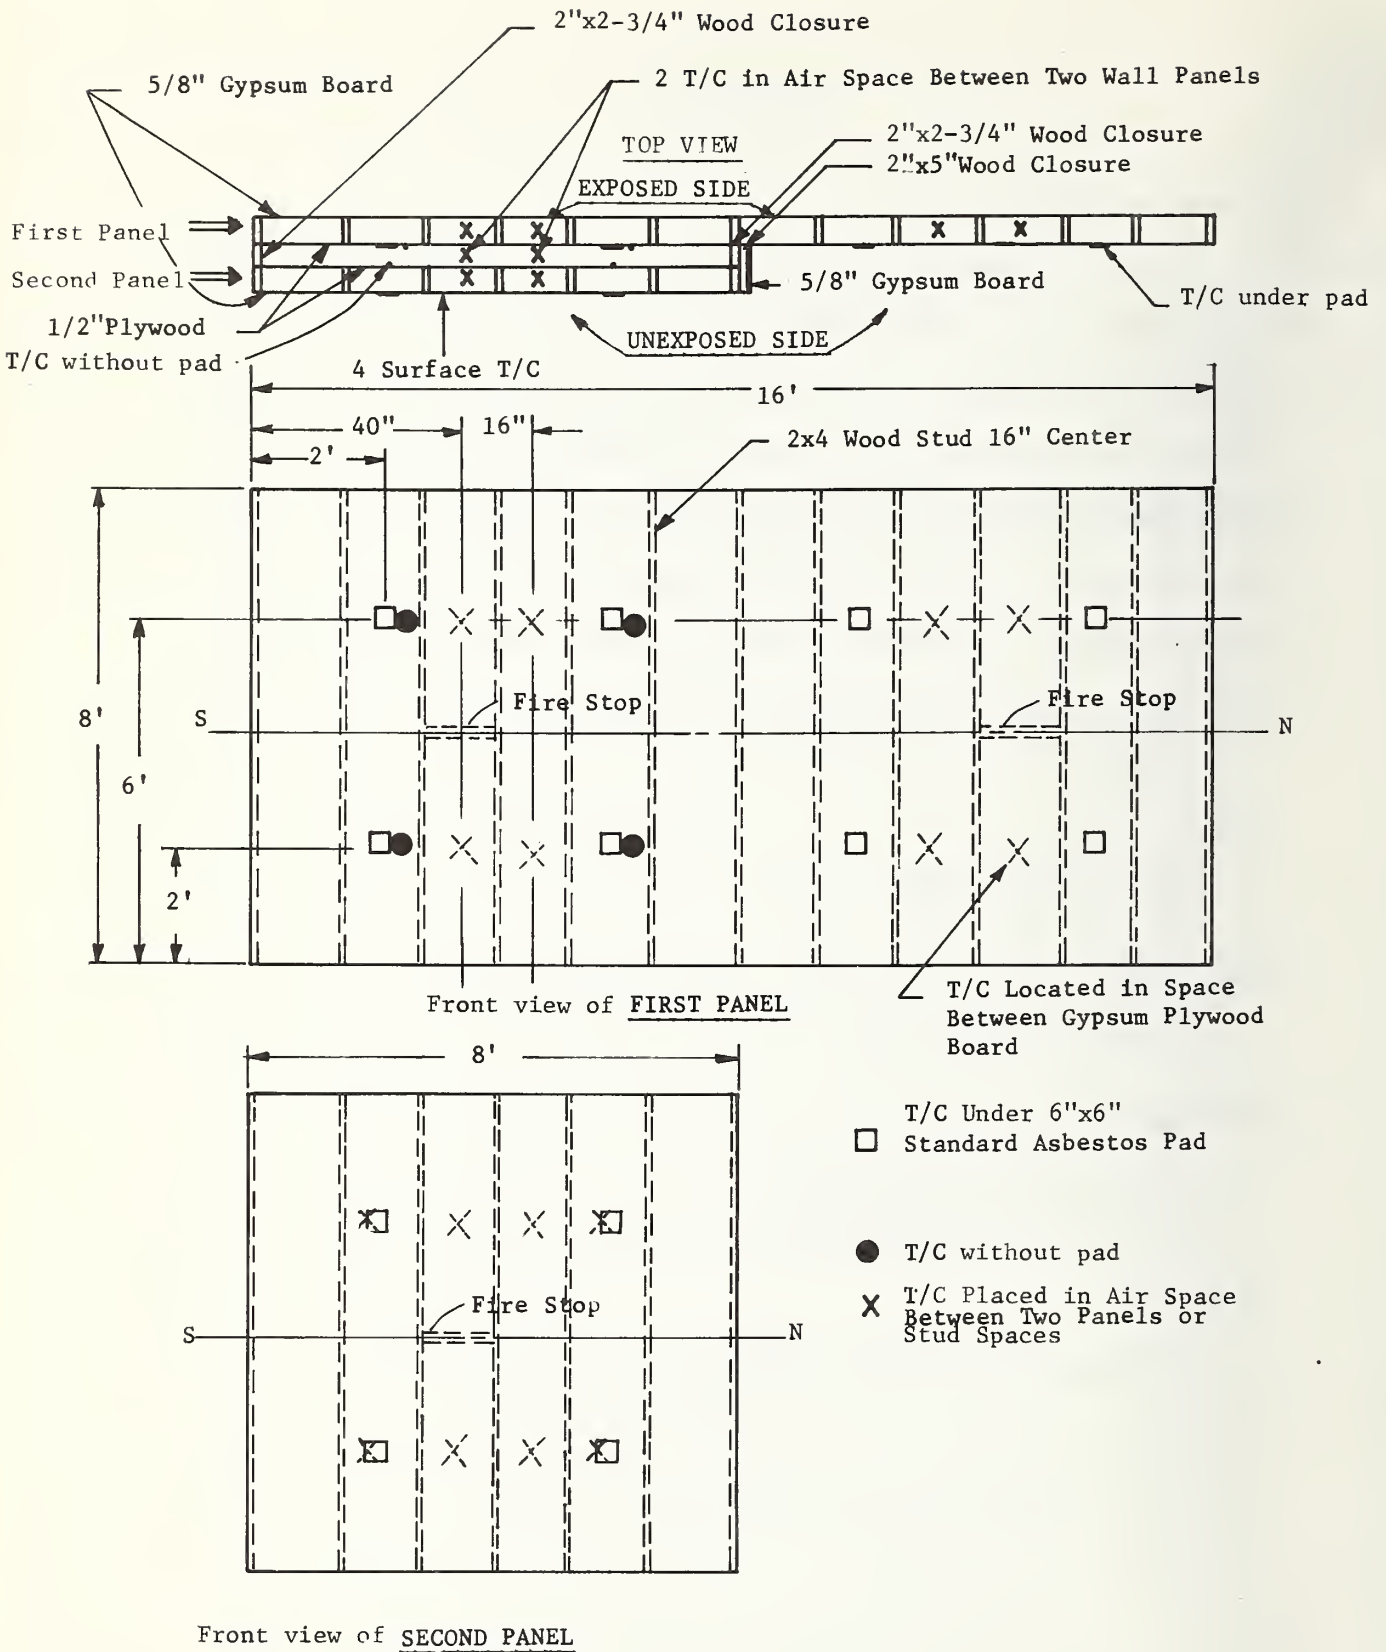 2"x2-3/4" Wood Closure
5/8" Gypsum Board
2 T/C in Air Space Between Two Wall Panels
TOP VIEW
2"x2-3/4" Wood Closure
2"x5"Wood Closure
EXPOSED SIDE
First Panel
Second Panel
5/8" Gypsum Board
T/C under pad
1/2"Plywood
UNEXPOSED SIDE
T/C without pad
4 Surface T/C
16'
40"
16"
2'
2x4 Wood Stud 16" Center
Fire Stop
Fire Stop
8'
S
N
6'
2'
Front view of FIRST PANEL
T/C Located in Space
Between Gypsum Plywood
Board
8'
T/C Under 6"x6"
Standard Asbestos Pad
T/C without pad
T/C Placed in Air Space
Between Two Panels or
Stud Spaces
Fire Stop
S
N
Front view of SECOND PANEL